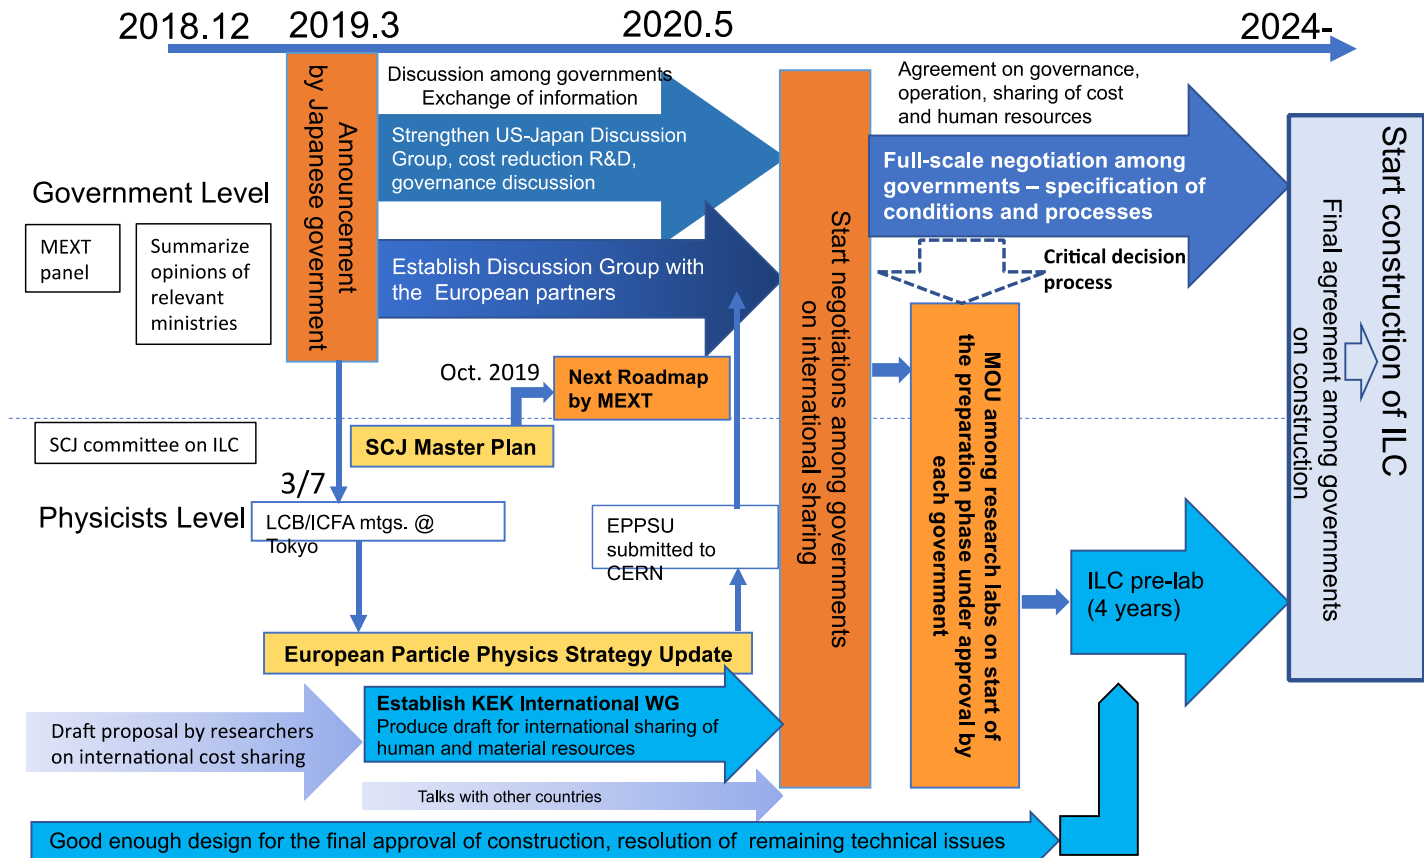 2018.12
2019.3
2020.5
2024-
Announcement
by Japanese government
Discussion among governments
Exchange of information
Strengthen US-Japan Discussion
Group, cost reduction R&D,
governance discussion
Agreement on governance,
operation, sharing of cost
and human resources
Full-scale negotiation among
governments – specification of
conditions and processes
Government Level
MEXT
panel
Summarize
opinions of
relevant
ministries
Establish Discussion Group with
the European partners
Critical decision
process
Start negotiations among governments
on international sharing
Start construction of ILC
Final agreement among governments
on construction
Oct. 2019
Next Roadmap
by MEXT
MOU among research labs on start of
the preparation phase under approval by
each government
SCJ committee on ILC
SCJ Master Plan
3/7
Physicists Level
LCB/ICFA mtgs. @
Tokyo
EPPSU
submitted to
CERN
ILC pre-lab
(4 years)
European Particle Physics Strategy Update
Draft proposal by researchers
on international cost sharing
Establish KEK International WG
Produce draft for international sharing of
human and material resources
Talks with other countries
Good enough design for the final approval of construction, resolution of remaining technical issues